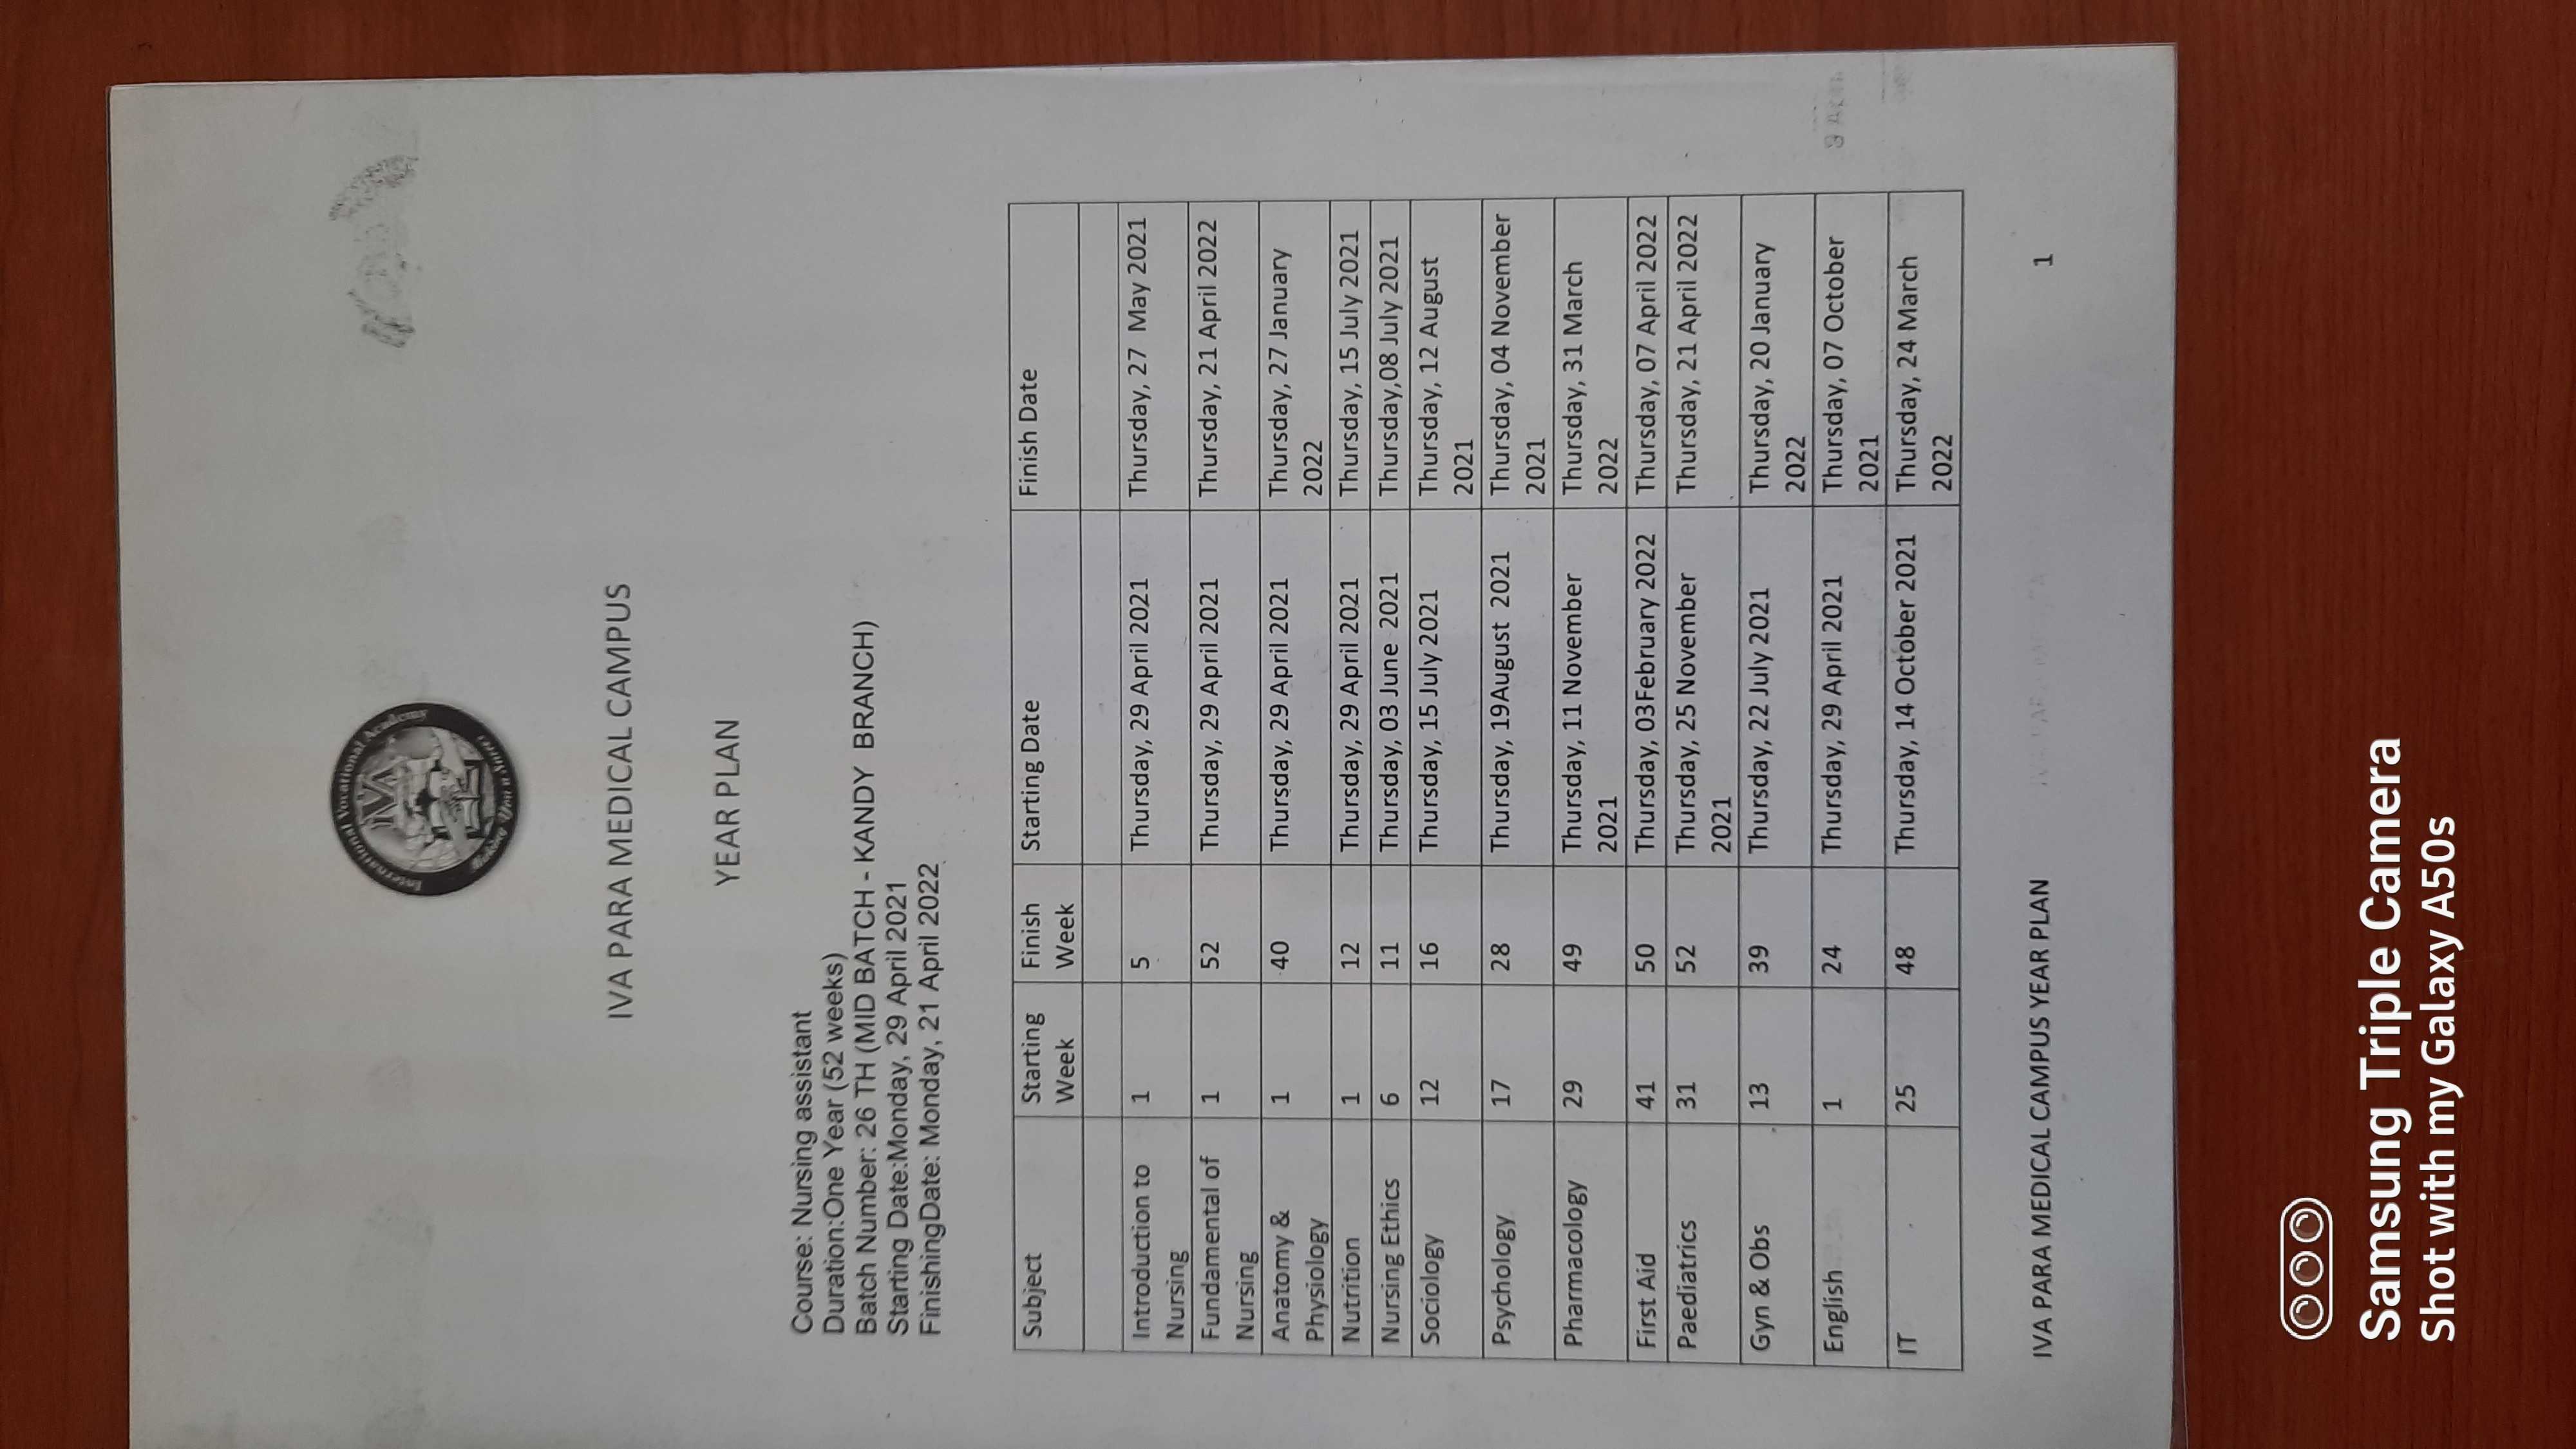 International Vocational Academy
IVA
IVA PARA MEDICAL CAMPUS
YEAR PLAN
Course: Nursing assistant
Duration:One Year (52 weeks)
Batch Number: 26 TH (MID BATCH - KANDY BRANCH)
Starting Date:Monday, 29 April 2021
FinishingDate: Monday, 21 April 2022
Subject Starting Week Finish Week Starting Date Finish Date
Introduction to Nursing 1 5 Thursday, 29 April 2021 Thursday, 27 May 2021
Fundamental of Nursing 1 52 Thursday, 29 April 2021 Thursday, 21 April 2022
Anatomy & Physiology 1 40 Thursday, 29 April 2021 Thursday, 27 January 2022
Nutrition 1 12 Thursday, 29 April 2021 Thursday, 15 July 2021
Nursing Ethics 6 11 Thursday, 03 June 2021 Thursday,08 July 2021
Sociology 12 16 Thursday, 15 July 2021 Thursday, 12 August 2021
Psychology 17 28 Thursday, 19August 2021 Thursday, 04 November 2021
Pharmacology 29 49 Thursday, 11 November 2021 Thursday, 31 March 2022
First Aid 41 50 Thursday, 03February 2022 Thursday, 07 April 2022
Paediatrics 31 52 Thursday, 25 November 2021 Thursday, 21 April 2022
Gyn & Obs 13 39 Thursday, 22 July 2021 Thursday, 20 January 2022
English 1 24 Thursday, 29 April 2021 Thursday, 07 October 2021
IT 25 48 Thursday, 14 October 2021 Thursday, 24 March 2022
IVA PARA MEDICAL CAMPUS YEAR PLAN 1
Samsung Triple Camera
Shot with my Galaxy A50s